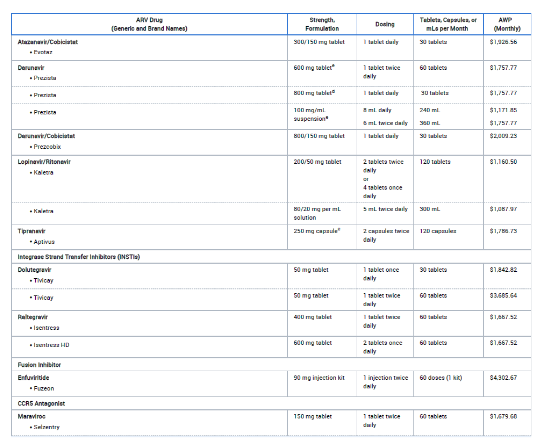 ARV Drug
(Generic and Brand Names)
Strength,
Formulation
Dosing
Tablets, Capsules, or
mLs per Month
AWP
(Monthly)
Atazanavir/Cobicistat
• Evotaz
300/150 mg tablet
1 tablet daily
30 tablets
$1,926.56
Darunavir
• Prezista
600 mg tablet
1 tablet twice
daily
60 tablets
$1,757.77
• Prezista
800 mg tablet
1 tablet daily
30 tablets
$1,757.77
• Prezista
100 mg/mL
suspension
8 mL daily
240 mL
$1,171.85
6 mL twice daily
360 mL
$1,757.77
Darunavir/Cobicistat
• Prezcobix
800/150 mg tablet
1 tablet daily
30 tablets
$2,009.23
Lopinavir/Ritonavir
• Kaletra
200/50 mg tablet
2 tablets twice
daily
or
4 tablets once
daily
120 tablets
$1,160.50
• Kaletra
80/20 mg per mL
solution
5 mL twice daily
300 mL
$1,087.97
Tipranavir
• Aptivus
250 mg capsule
2 capsules twice
daily
120 capsules
$1,786.73
Integrase Strand Transfer Inhibitors (INSTIs)
Dolutegravir
• Tivicay
50 mg tablet
1 tablet once
daily
30 tablets
$1,842.82
• Tivicay
50 mg tablet
1 tablet twice
daily
60 tablets
$3,685.64
Raltegravir
• Isentress
400 mg tablet
1 tablet twice
daily
60 tablets
$1,667.52
• Isentress HD
600 mg tablet
2 tablets once
daily
60 tablets
$1,667.52
Fusion Inhibitor
Enfuvirtide
• Fuzeon
90 mg injection kit
1 injection twice
daily
60 doses (1 kit)
$4,302.67
CCR5 Antagonist
Maraviroc
• Selzentry
150 mg tablet
1 tablet twice
daily
60 tablets
$1,679.68